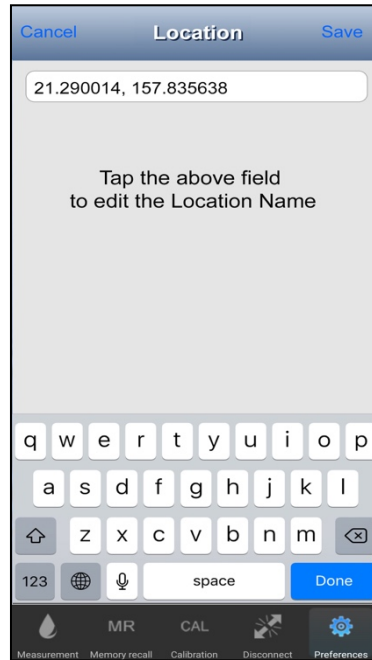 Cancel Location Save
21.290014, 157.835638
Tap the above field
to edit the Location Name
q w e r t y u i o p
a s d f g h j k l
z x c v b n m
123 space Done
MR CAL
Measurement Memory recall Calibration Disconnect Preferences